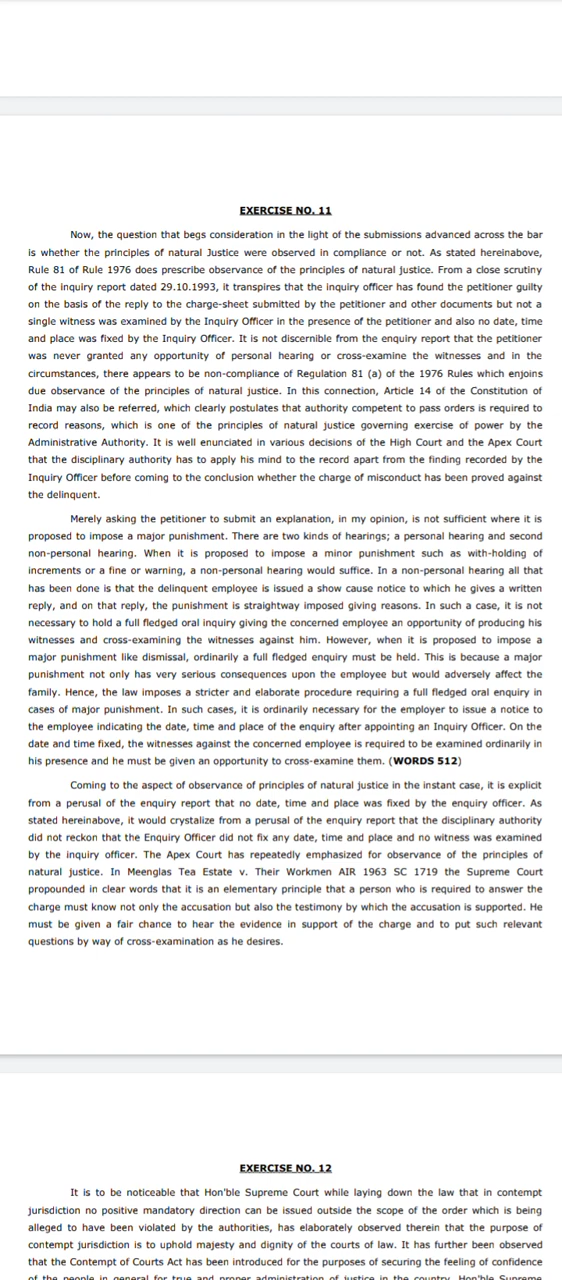 EXERCISE NO. 11
Now, the question that begs consideration in the light of the submissions advanced across the bar
is whether the principles of natural Justice were observed in compliance or not. As stated hereinabove,
Rule 81 of Rule 1976 does prescribe observance of the principles of natural justice. From a close scrutiny
of the inquiry report dated 29.10.1993, it transpires that the inquiry officer has found the petitioner guilty
on the basis of the reply to the charge-sheet submitted by the petitioner and other documents but not a
single witness was examined by the Inquiry Officer in the presence of the petitioner and also no date, time
and place was fixed by the Inquiry Officer. It is not discernible from the enquiry report that the petitioner
was never granted any opportunity of personal hearing or cross-examine the witnesses and in the
circumstances, there appears to be non-compliance of Regulation 81 (a) of the 1976 Rules which enjoins
due observance of the principles of natural justice. In this connection, Article 14 of the Constitution of
India may also be referred, which clearly postulates that authority competent to pass orders is required to
record reasons, which is one of the principles of natural justice governing exercise of power by the
Administrative Authority. It is well enunciated in various decisions of the High Court and the Apex Court
that the disciplinary authority has to apply his mind to the record apart from the finding recorded by the
Inquiry Officer before coming to the conclusion whether the charge of misconduct has been proved against
the delinquent.
Merely asking the petitioner to submit an explanation, in my opinion, is not sufficient where it is
proposed to impose a major punishment. There are two kinds of hearings; a personal hearing and second
non-personal hearing. When it is proposed to impose a minor punishment such as with-holding of
increments or a fine or warning, a non-personal hearing would suffice. In a non-personal hearing all that
has been done is that the delinquent employee is issued a show cause notice to which he gives a written
reply, and on that reply, the punishment is straightway imposed giving reasons. In such a case, it is not
necessary to hold a full fledged oral inquiry giving the concerned employee an opportunity of producing his
witnesses and cross-examining the witnesses against him. However, when it is proposed to impose a
major punishment like dismissal, ordinarily a full fledged enquiry must be held. This is because a major
punishment not only has very serious consequences upon the employee but would adversely affect the
family. Hence, the law imposes a stricter and elaborate procedure requiring a full fledged oral enquiry in
cases of major punishment. In such cases, it is ordinarily necessary for the employer to issue a notice to
the employee indicating the date, time and place of the enquiry after appointing an Inquiry Officer. On the
date and time fixed, the witnesses against the concerned employee is required to be examined ordinarily in
his presence and he must be given an opportunity to cross-examine them. (WORDS 512)
Coming to the aspect of observance of principles of natural justice in the instant case, it is explicit
from a perusal of the enquiry report that no date, time and place was fixed by the enquiry officer. As
stated hereinabove, it would crystalize from a perusal of the enquiry report that the disciplinary authority
did not reckon that the Enquiry Officer did not fix any date, time and place and no witness was examined
by the inquiry officer. The Apex Court has repeatedly emphasized for observance of the principles of
natural justice. In Meenglas Tea Estate v. Their Workmen AIR 1963 SC 1719 the Supreme Court
propounded in clear words that it is an elementary principle that a person who is required to answer the
charge must know not only the accusation but also the testimony by which the accusation is supported. He
must be given a fair chance to hear the evidence in support of the charge and to put such relevant
questions by way of cross-examination as he desires.
EXERCISE NO. 12
It is to be noticeable that Hon'ble Supreme Court while laying down the law that in contempt
jurisdiction no positive mandatory direction can be issued outside the scope of the order which is being
alleged to have been violated by the authorities, has elaborately observed therein that the purpose of
contempt jurisdiction is to uphold majesty and dignity of the courts of law. It has further been observed
that the Contempt of Courts Act has been introduced for the purposes of securing the feeling of confidence
of the people in general for true and proper administration of justice in the country. Hon'ble Supreme